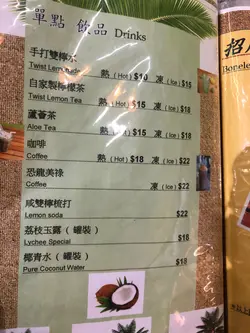 單點 飲品 Drinks
手打雙檸水 熱 (Hot) $15 凍 (Ice) $15
Twist
自家製檸檬茶 熱 (Hot) $15 凍 (Ice) $18
Twist Lemon Tea
蘆薈茶
Aloe Tea 熱 (Hot) $15 凍 (Ice) $18
咖啡
Coffee 熱 (Hot) $18 凍 (Ice) $22
恐龍美祿
Coffee 凍 (Ice) $22
咸雙檸梳打
Lemon soda $22
荔枝玉露 ( 罐裝 )
Lychee Special $18
椰青水 ( 罐裝 )
Pure Coconut Water $18
招
Bonele